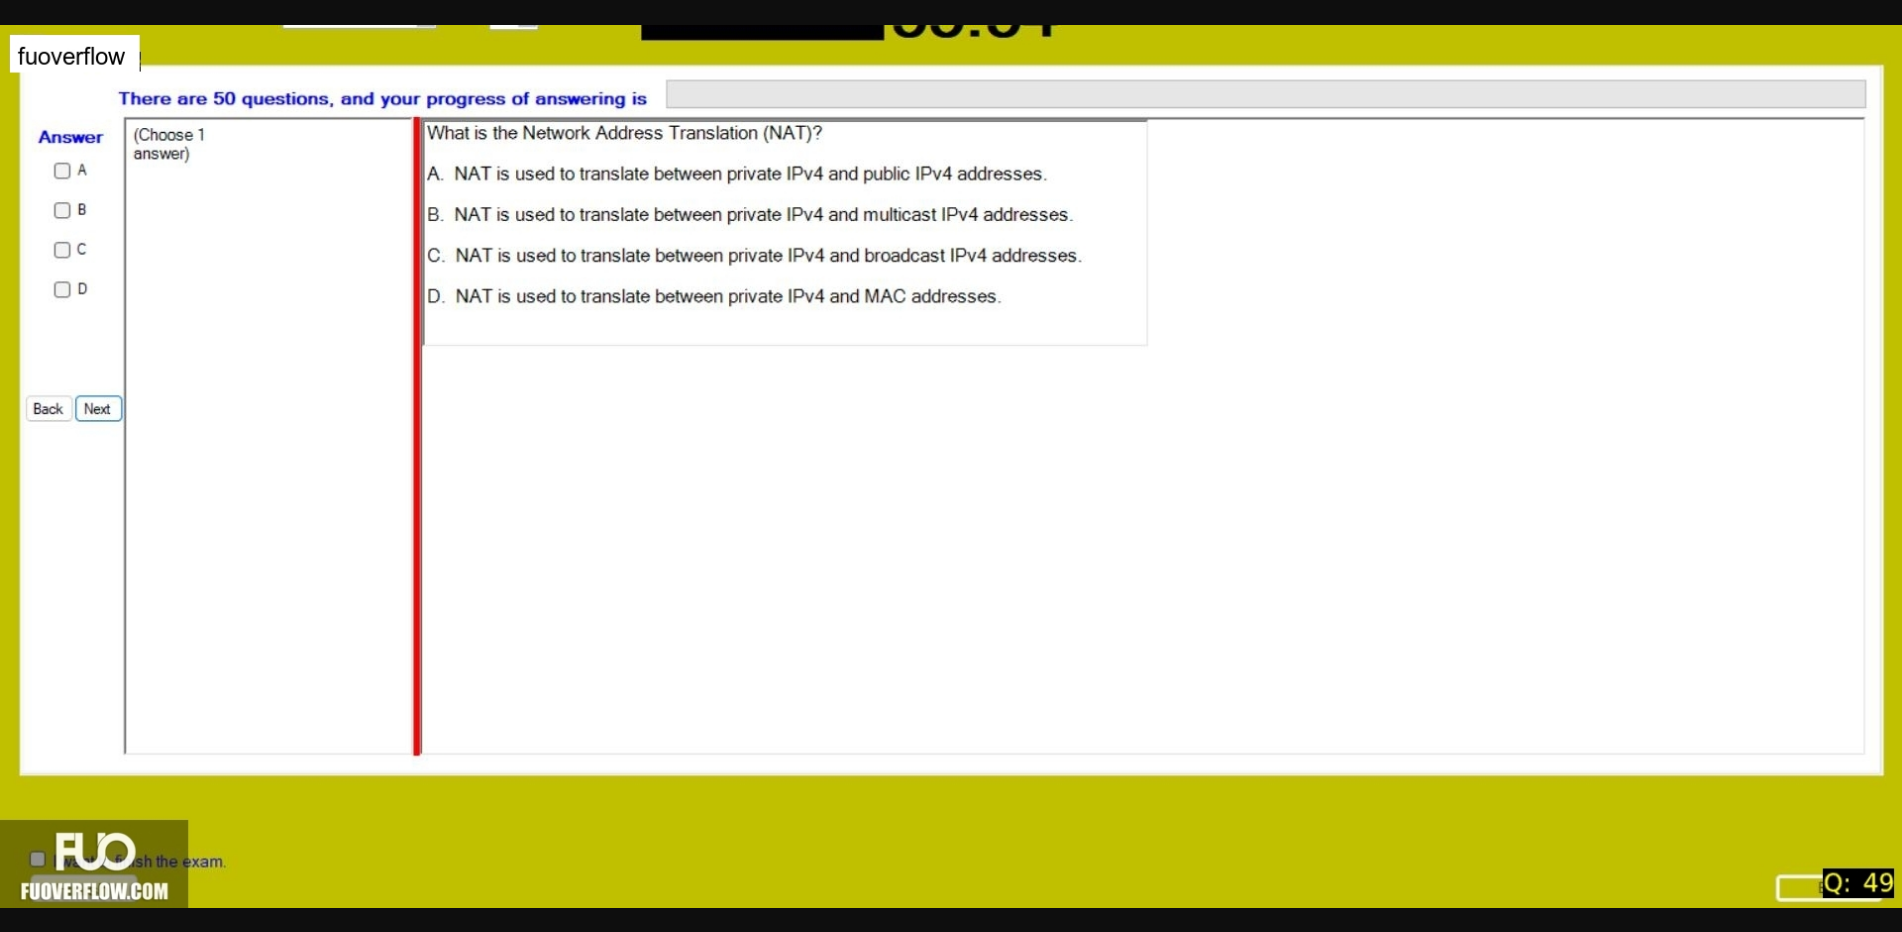 fuoverflow
There are 50 questions, and your progress of answering is
Answer
(Choose 1
answer)
A
B
C
D
Back
Next
What is the Network Address Translation (NAT)?
A. NAT is used to translate between private IPv4 and public IPv4 addresses.
B. NAT is used to translate between private IPv4 and multicast IPv4 addresses.
C. NAT is used to translate between private IPv4 and broadcast IPv4 addresses.
D. NAT is used to translate between private IPv4 and MAC addresses.
FUO
the exam.
FUOVERFLOW.COM
Q: 49